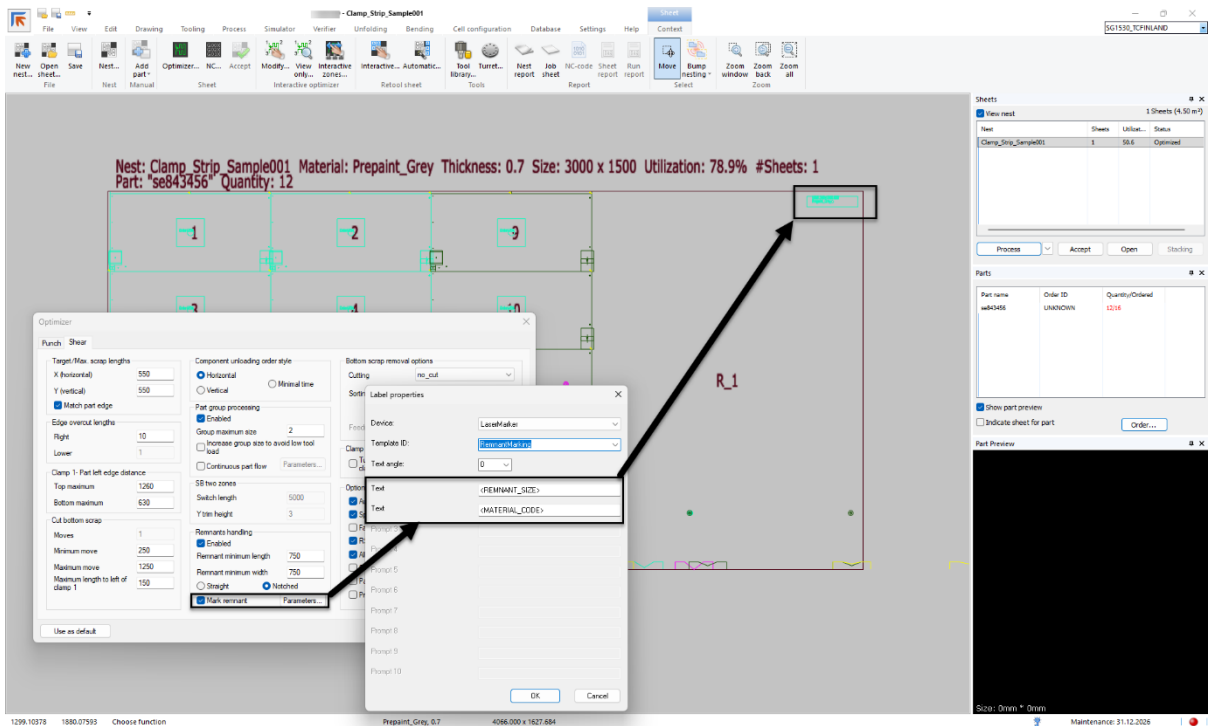 - Clamp_Strip_Sample001
Sheet
File View Edit Drawing Tooling Process Simulator Verifier Unfolding Bending Cell configuration Database Settings Help Context
SG1530_TCFINLAND
New nest...
Open sheet...
Save
Nest...
Open
Add part
Optimizer...
NC...
Accept
Modify...
View only...
Interactive zones...
Interactive...
Automatic...
Tool library...
Turret...
Nest report
Job sheet
NC-code
Sheet report
Run report
Move
Bump nesting
Zoom window
Zoom back
Zoom all
File Nest Manual Sheet Interactive optimizer Retool sheet Tools Report Select Zoom
Nest: Clamp_Strip_Sample001 Material: Prepaint_Grey Thickness: 0.7 Size: 3000 x 1500 Utilization: 78.9% #Sheets: 1
Part: "se843456" Quantity: 12
1
2
9
3
4
10
R_1
Optimizer
Punch Shear
Target/Max. scrap lengths
X (horizontal) 550
Y (vertical) 550
Match part edge
Edge overcut lengths
Right 10
Lower 1
Clamp 1- Part left edge distance
Top maximum 1260
Bottom maximum 630
Cut bottom scrap
Moves 1
Minimum move 250
Maximum move 1250
Maximum length to left of clamp 1 150
Use as default
Component unloading order style
Horizontal
Vertical
Minimal time
Part group processing
Enabled
Group maximum size 2
Increase group size to avoid low tool load
Continuous part flow Parameters...
SB two zones
Switch length 5000
Y trim height 3
Remnants handling
Enabled
Remnant minimum length 750
Remnant minimum width 750
Straight Notched
Mark remnant Parameters...
Bottom scrap removal options
Cutting no_cut
Label properties
Device: LaserMarker
Template ID: RemnantMarking
Text angle: 0
Text <REMNANT_SIZE>
Text <MATERIAL_CODE>
Prompt 3
Prompt 4
Prompt 5
Prompt 6
Prompt 7
Prompt 8
Prompt 9
Prompt 10
OK Cancel
Sheets
View nest 1 Sheets (4.50 m²)
Nest Sheets Utilizat... Status
Clamp_Strip_Sample001 1 50.6 Optimized
Process Accept Open Stacking
Parts
Part name Order ID Quantity/Ordered
se843456 UNKNOWN 12/16
Show part preview
Indicate sheet for part Order...
Part Preview
Size: 0mm * 0mm
1299.10378 1880.07593 Choose function Prepaint_Grey, 0.7 4066.000 x 1627.684 Maintenance: 31.12.2026